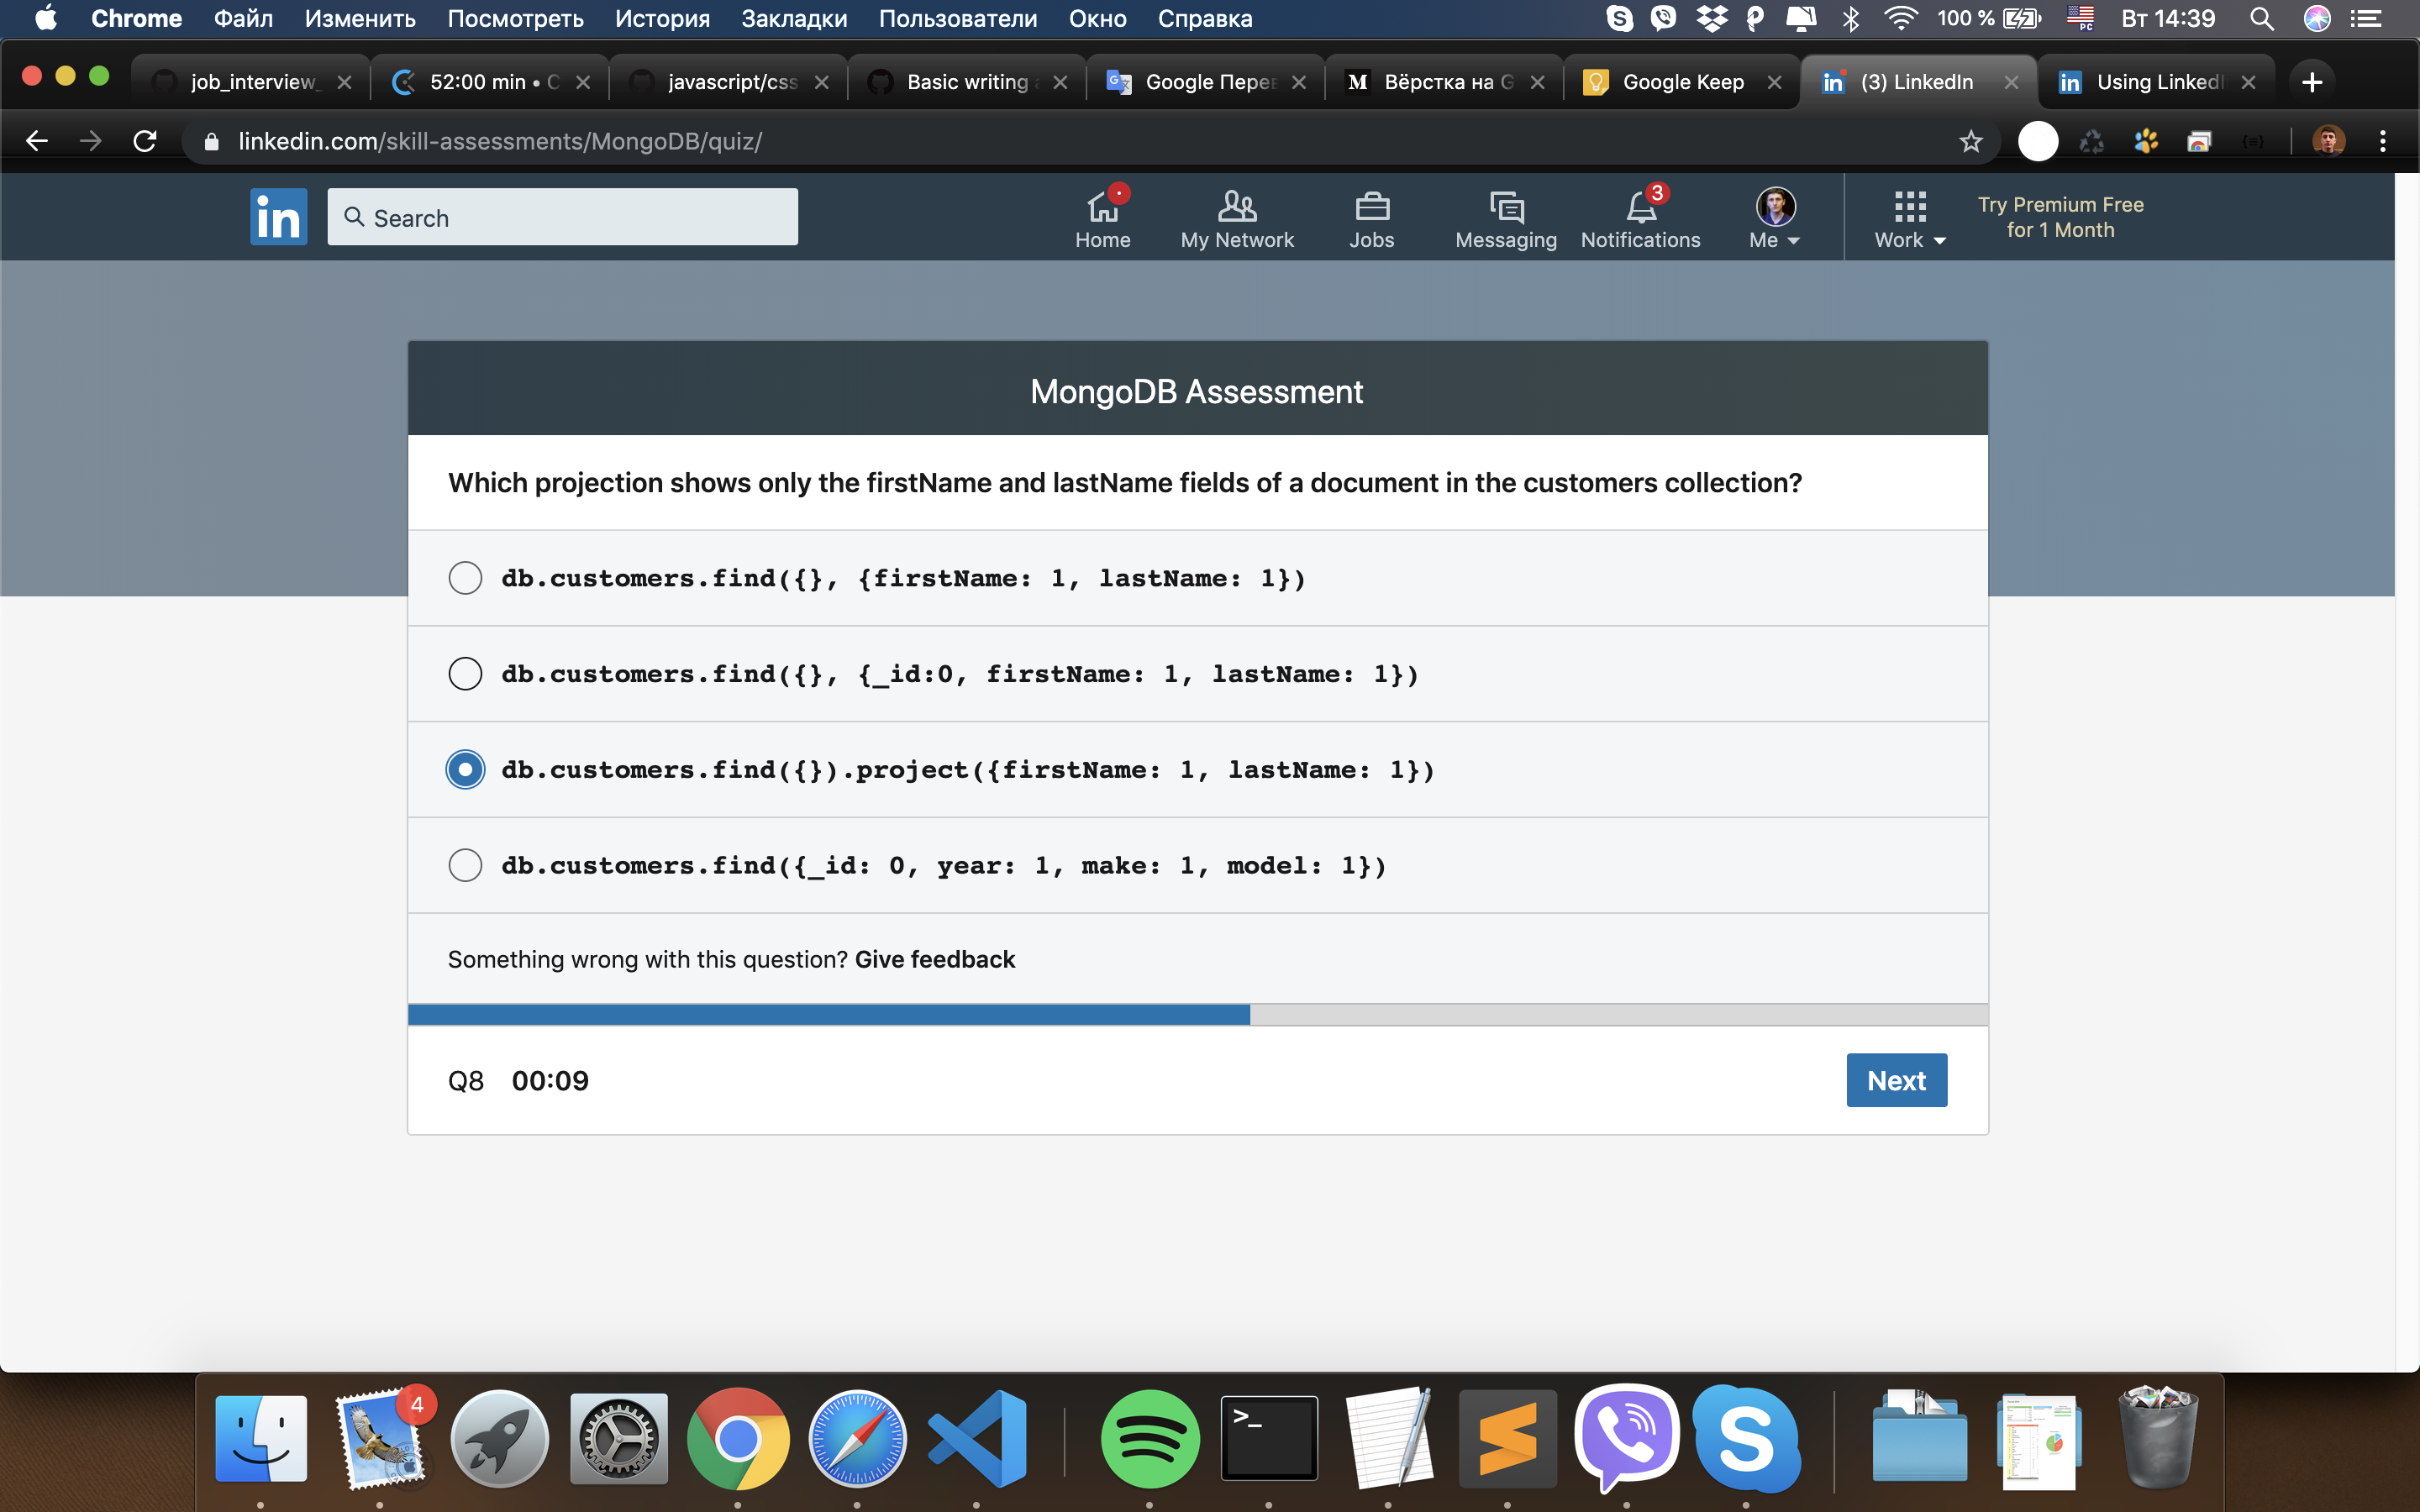 Chrome Файл Изменить Посмотреть История Закладки Пользователи Окно Справка 100 % PC Вт 14:39
job_interview_ 52:00 min • C javascript/css Basic writing Google Пере Вёрстка на G Google Keep (3) LinkedIn Using LinkedI
linkedin.com/skill-assessments/MongoDB/quiz/
in Search Home My Network Jobs Messaging 3 Notifications Me Work Try Premium Free
for 1 Month
MongoDB Assessment
Which projection shows only the firstName and lastName fields of a document in the customers collection?
db.customers.find({}, {firstName: 1, lastName: 1})
db.customers.find({}, {_id:0, firstName: 1, lastName: 1})
db.customers.find({}).project({firstName: 1, lastName: 1})
db.customers.find({_id: 0, year: 1, make: 1, model: 1})
Something wrong with this question? Give feedback
Q8 00:09 Next
4